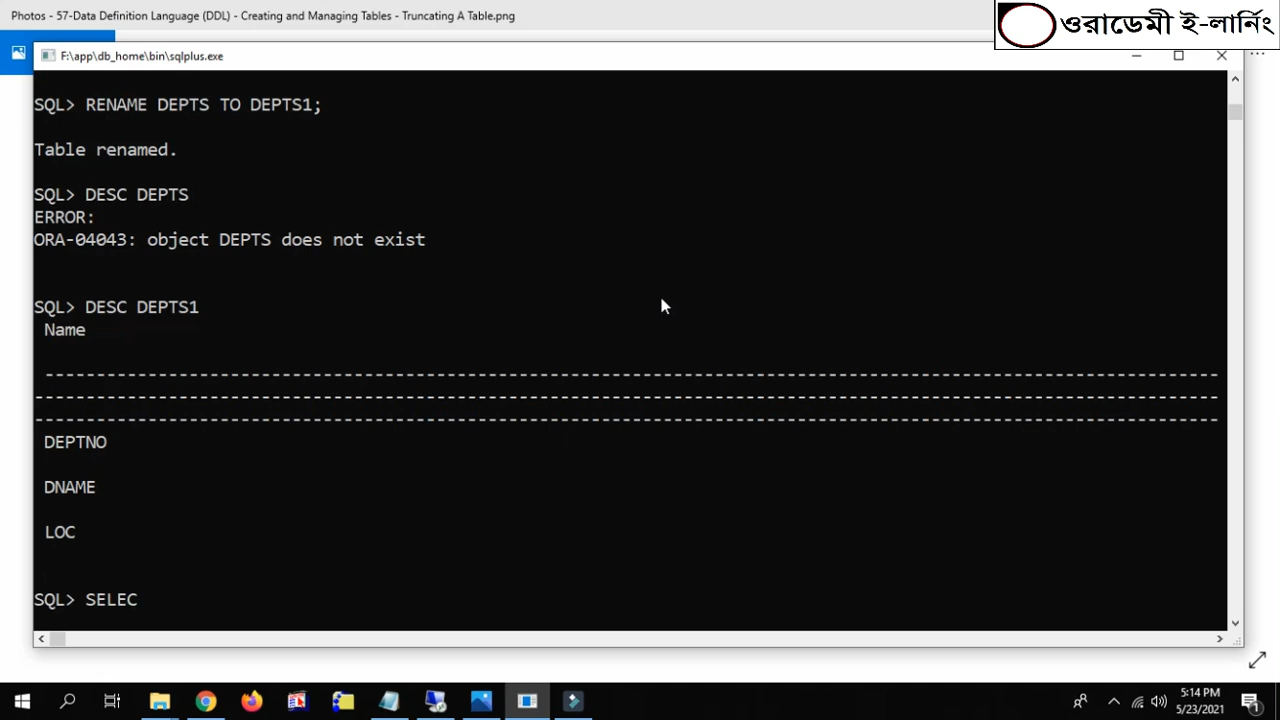 Photos - 57-Data Definition Language (DDL) - Creating and Managing Tables - Truncating A Table.png
ওরাডেমী ই-লার্নিং
F:\app\db_home\bin\sqlplus.exe
SQL> RENAME DEPTS TO DEPTS1;
Table renamed.
SQL> DESC DEPTS
ERROR:
ORA-04043: object DEPTS does not exist
SQL> DESC DEPTS1
Name
------------------------------------------------------------------------------------------------------------------
-------------------------------------------------------------------------------------------------------------------
-------------------------------------------------------------------------------------------------------------------
DEPTNO
DNAME
LOC
SQL> SELEC
5:14 PM
5/23/2021
1